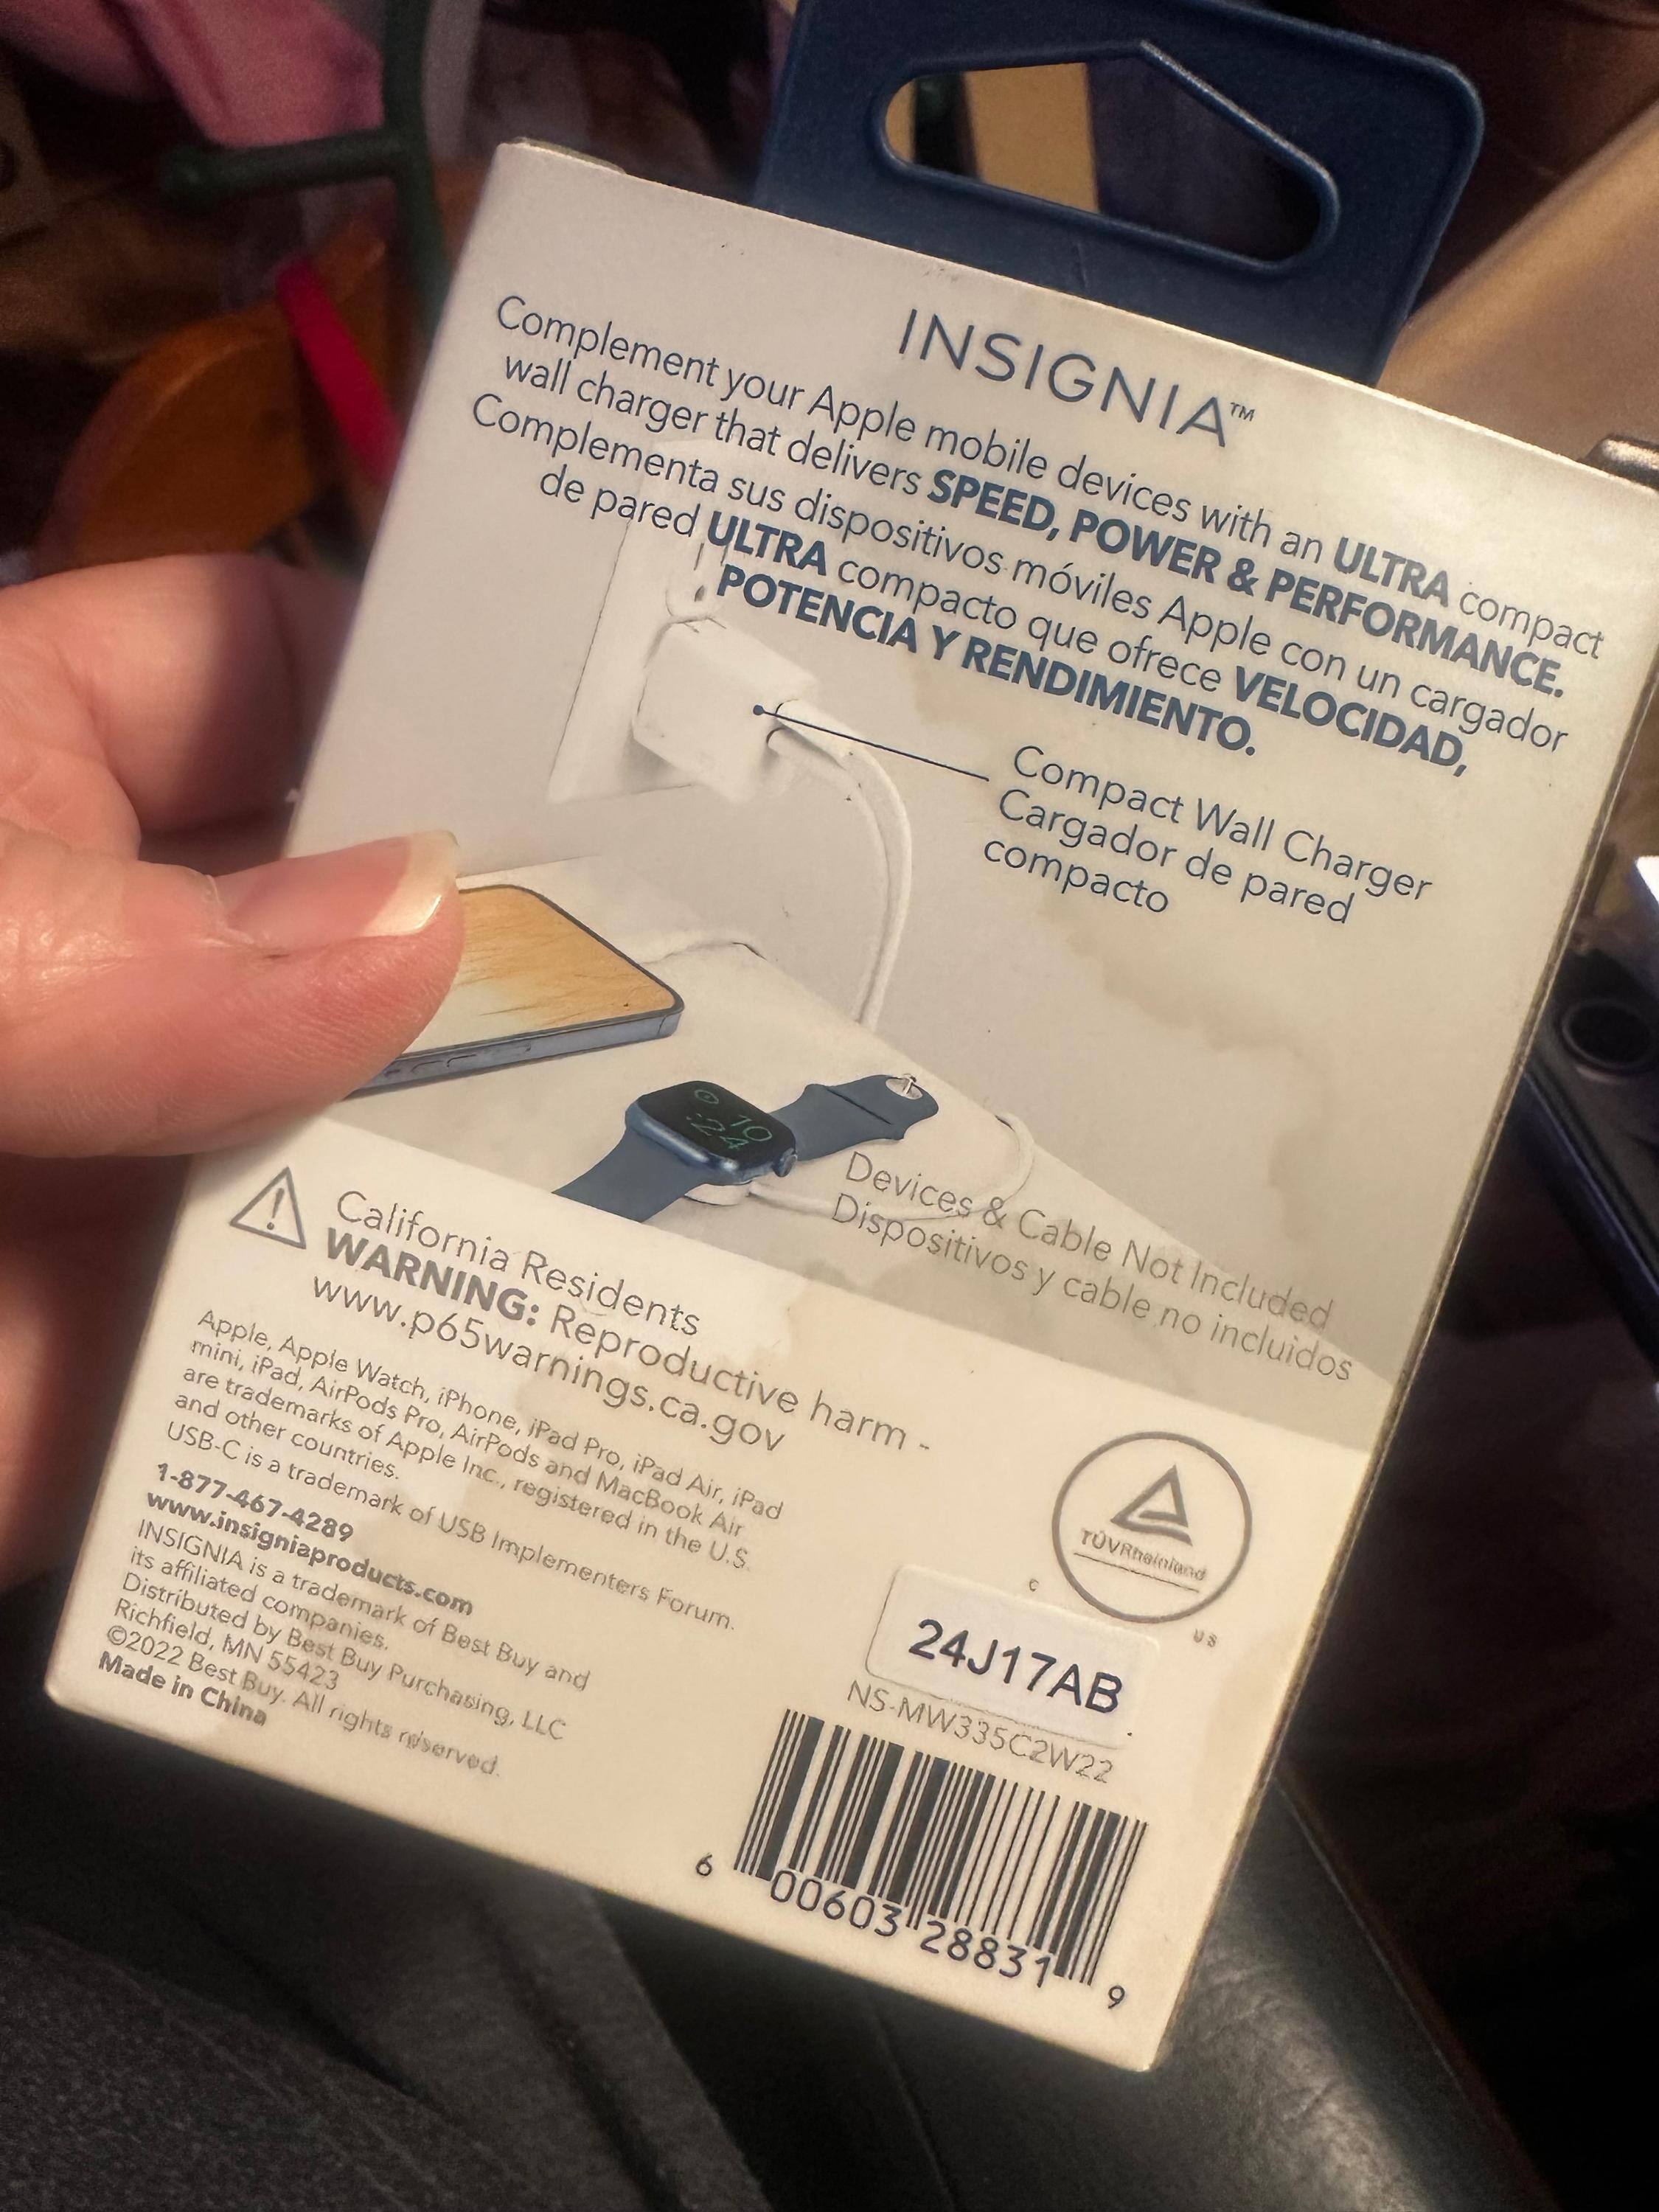 INSIGNIA™
Complement your Apple mobile devices with an ULTRA compact
wall charger that delivers SPEED, POWER & PERFORMANCE.
Complementa sus dispositivos móviles Apple con un cargador
de pared ULTRA compacto que ofrece VELOCIDAD,
POTENCIA Y RENDIMIENTO.
Compact Wall Charger
Cargador de pared
compacto
10
24
Devices & Cable Not Included
Dispositivos y cable no incluidos
California Residents
WARNING: Reproductive harm -
www.p65warnings.ca.gov
Apple, Apple Watch, iPhone, iPad Pro, iPad Air, iPad
mini, iPad, AirPods Pro, AirPods and MacBook Air
are trademarks of Apple Inc., registered in the U.S.
and other countries.
USB-C is a trademark of USB Implementers Forum.
1-877-467-4289
www.insigniaproducts.com
INSIGNIA is a trademark of Best Buy and
its affiliated companies.
Distributed by Best Buy Purchasing, LLC
Richfield, MN 55423
©2022 Best Buy. All rights reserved.
Made in China
TÜVRheinland
C US
24J17AB
NS-MW335C2W22
6 00603 28831 9